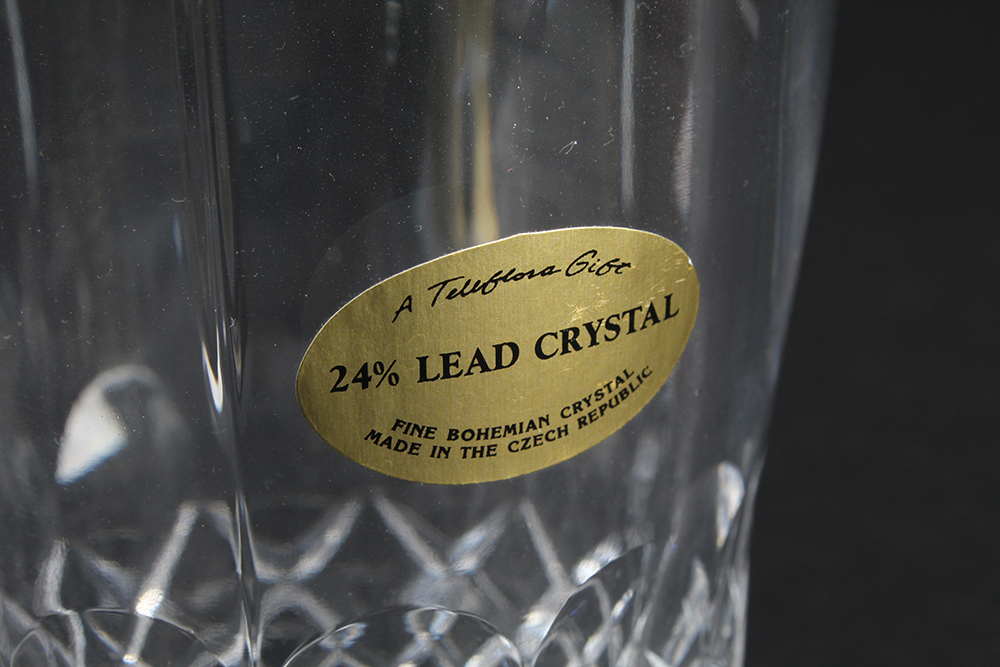 A Teleflora Gift
24% LEAD CRYSTAL
FINE BOHEMIAN CRYSTAL
MADE IN THE CZECH REPUBLIC